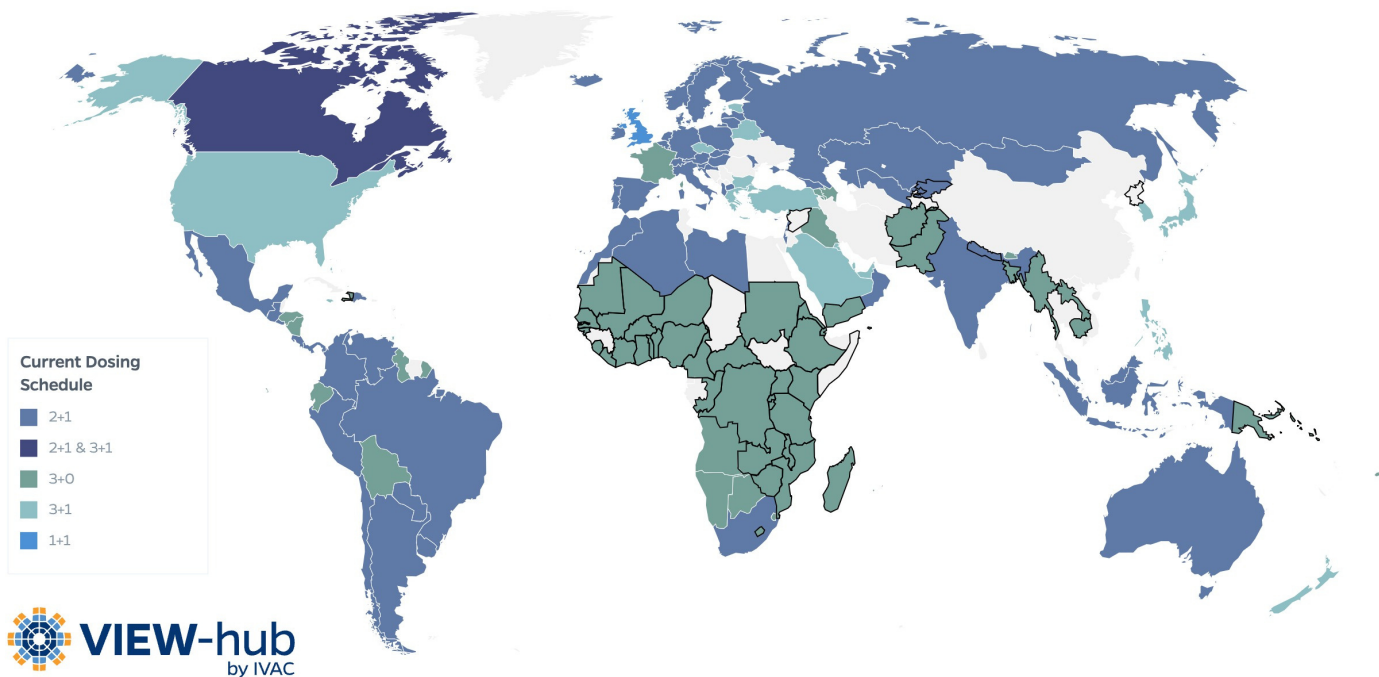 Current Dosing
Schedule
2+1
2+1 & 3+1
3+0
3+1
1+1
VIEW-hub
by IVAC